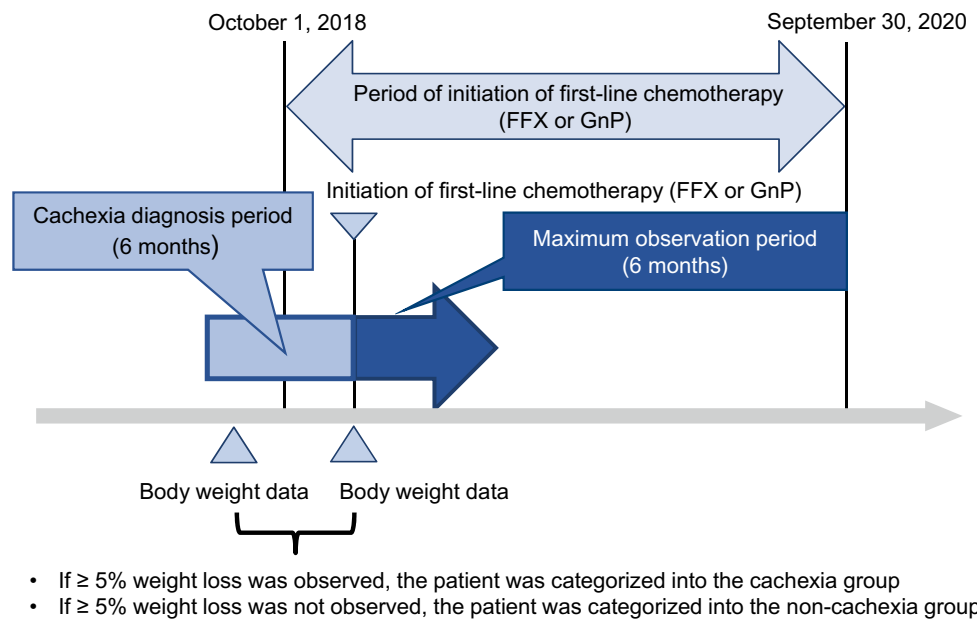 October 1, 2018
September 30, 2020
Period of initiation of first-line chemotherapy
(FFX or GnP)
Initiation of first-line chemotherapy (FFX or GnP)
Cachexia diagnosis period
(6 months)
Maximum observation period
(6 months)
Body weight data
Body weight data
• If ≥ 5% weight loss was observed, the patient was categorized into the cachexia group
• If ≥ 5% weight loss was not observed, the patient was categorized into the non-cachexia group